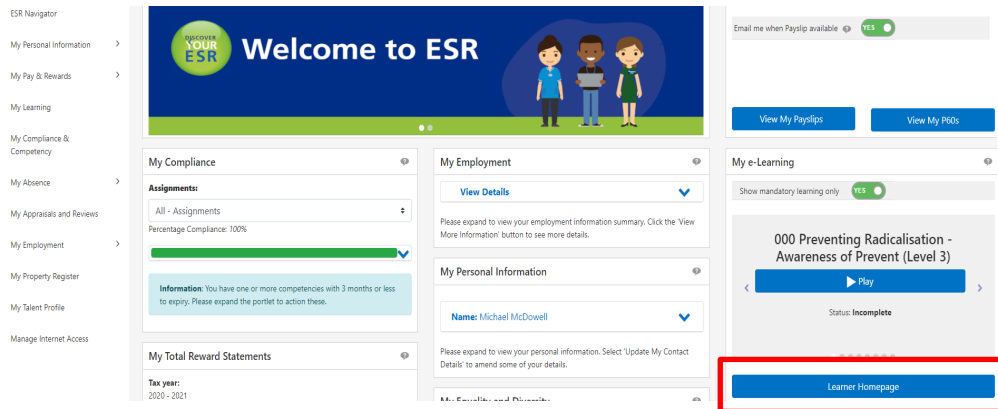 ESR Navigator
My Personal Information
My Pay & Rewards
My Learning
My Compliance &
Competency
My Absence
My Appraisals and Reviews
My Employment
My Property Register
My Talent Profile
Manage Internet Access
DISCOVER
YOUR
ESR
Welcome to ESR
Email me when Payslip available
YES
View My Payslips
View My P60s
My Compliance
Assignments:
All - Assignments
Percentage Compliance: 100%
Information: You have one or more competencies with 3 months or less
to expiry. Please expand the portlet to action these.
My Total Reward Statements
Tax year:
2020 - 2021
My Employment
View Details
Please expand to view your employment information summary. Click the 'View
More Information' button to see more details.
My Personal Information
Name: Michael McDowell
Please expand to view your personal information. Select 'Update My Contact
Details' to amend some of your details.
My Equality and Diversity
My e-Learning
Show mandatory learning only
YES
000 Preventing Radicalisation -
Awareness of Prevent (Level 3)
Play
Status: Incomplete
Learner Homepage